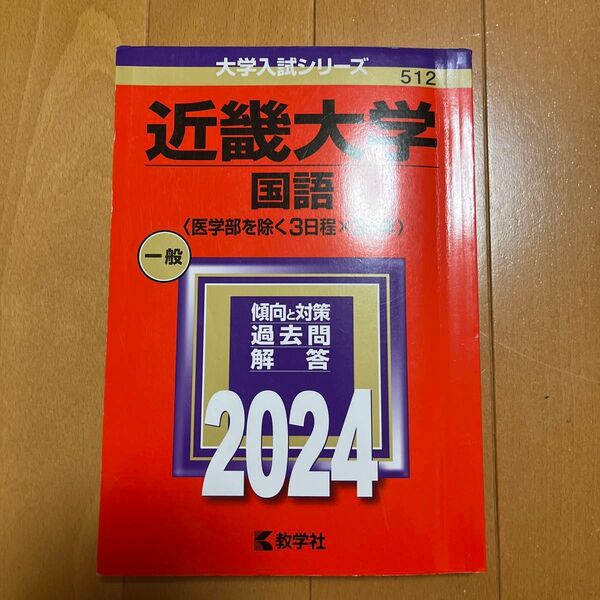 大学入試シリーズ
512
近畿大学
国語
〈医学部を除く3日程×
一般
傾向と対策
過去問
解答
2024
教学社